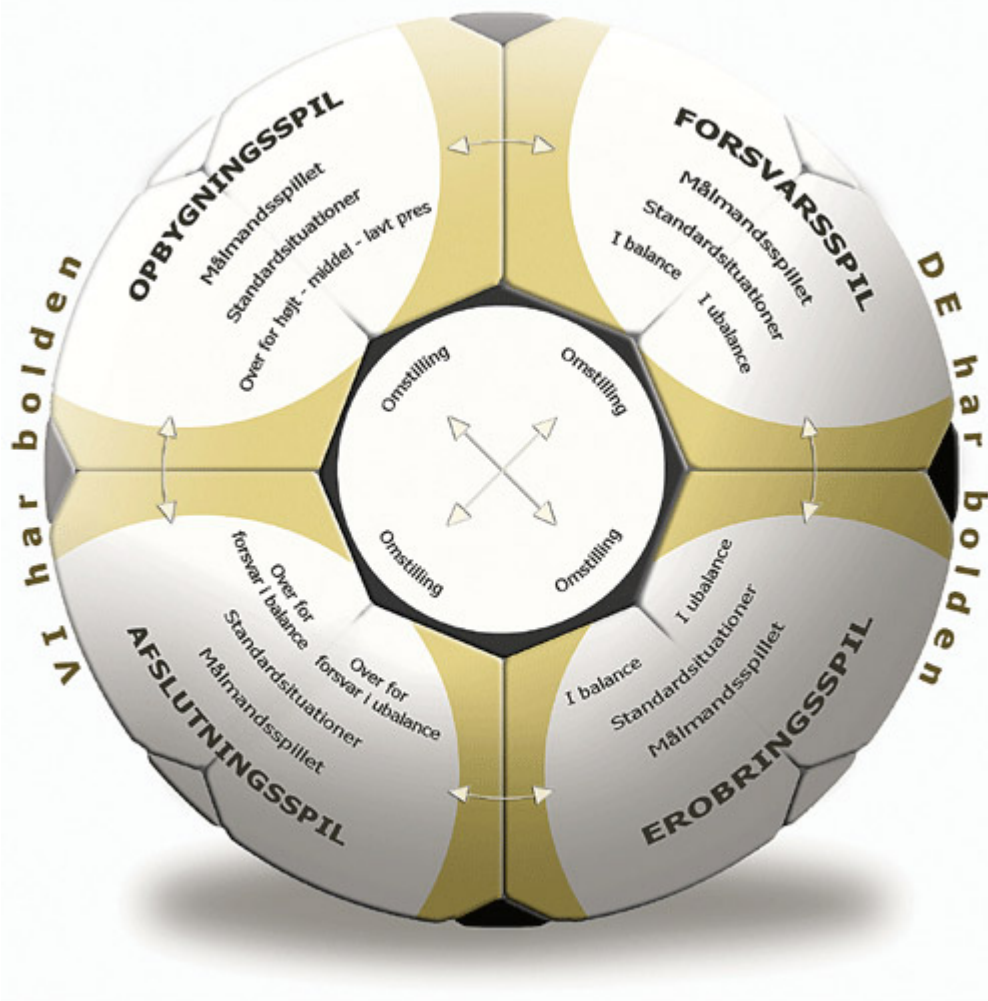 VI har bolden
OPBYGNINGSSPIL
Målmandsspillet
Standardsituationer
Over for højt - middel - lavt pres
DE har bolden
FORSVARSSPIL
Målmandsspillet
Standardsituationer
I balance
I ubalance
Omstilling
Omstilling
Omstilling
Omstilling
Over for
forsvar i balance
Over for
forsvar i ubalance
Standardsituationer
Målmandsspillet
AFSLUTNINGSSPIL
I ubalance
I balance
Standardsituationer
Målmandsspillet
EROBRINGSSPIL